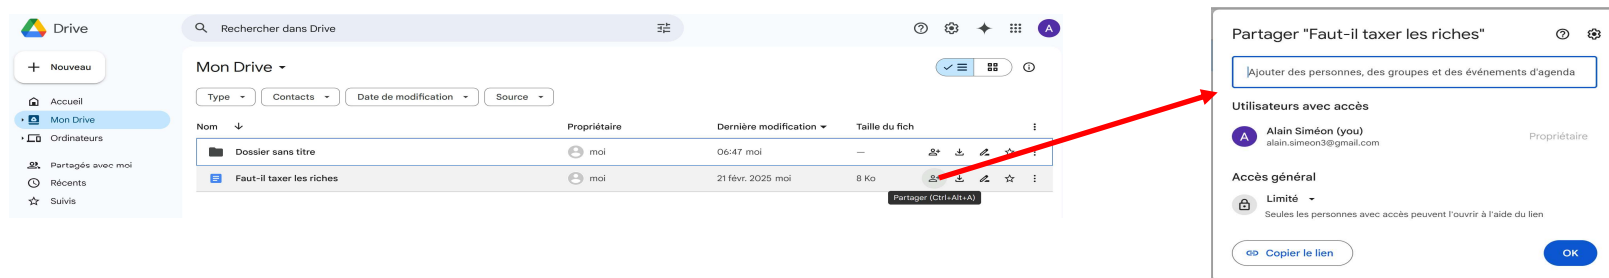 Drive
Rechercher dans Drive
A
Nouveau
Mon Drive
Type
Contacts
Date de modification
Source
Accueil
Mon Drive
Ordinateurs
Partagés avec moi
Récents
Suivis
Nom
Propriétaire
Dernière modification
Taille du fich
Dossier sans titre
moi
06:47 moi
—
Faut-il taxer les riches
moi
21 févr. 2025 moi
8 Ko
Partager (Ctrl+Alt+A)
Partager "Faut-il taxer les riches"
Ajouter des personnes, des groupes et des événements d'agenda
Utilisateurs avec accès
A
Alain Siméon (you)
alain.simeon3@gmail.com
Propriétaire
Accès général
Limité
Seules les personnes avec accès peuvent l'ouvrir à l'aide du lien
Copier le lien
OK